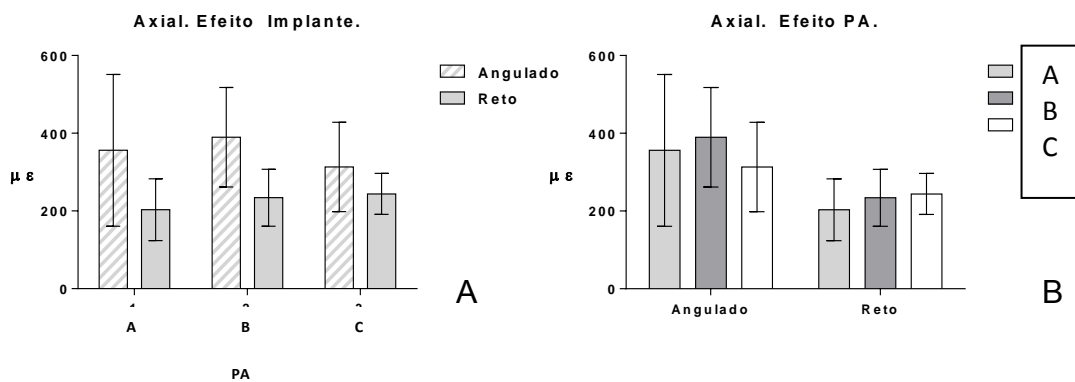 Axial. Efeito Implante.
600
400
200
0
µ ε
Angulado
Reto
A
B
C
PA
A
Axial. Efeito PA.
600
400
200
0
µ ε
Angulado
Reto
A
B
C
B